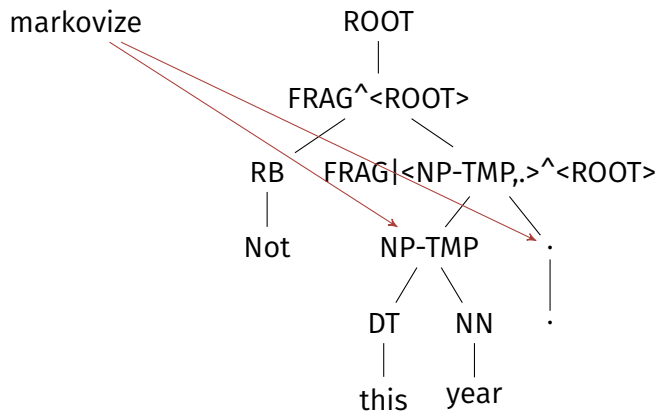 markovize ROOT
FRAG^<ROOT>
RB FRAG|<NP-TMP,.>^<ROOT>
Not NP-TMP .
DT NN .
this year